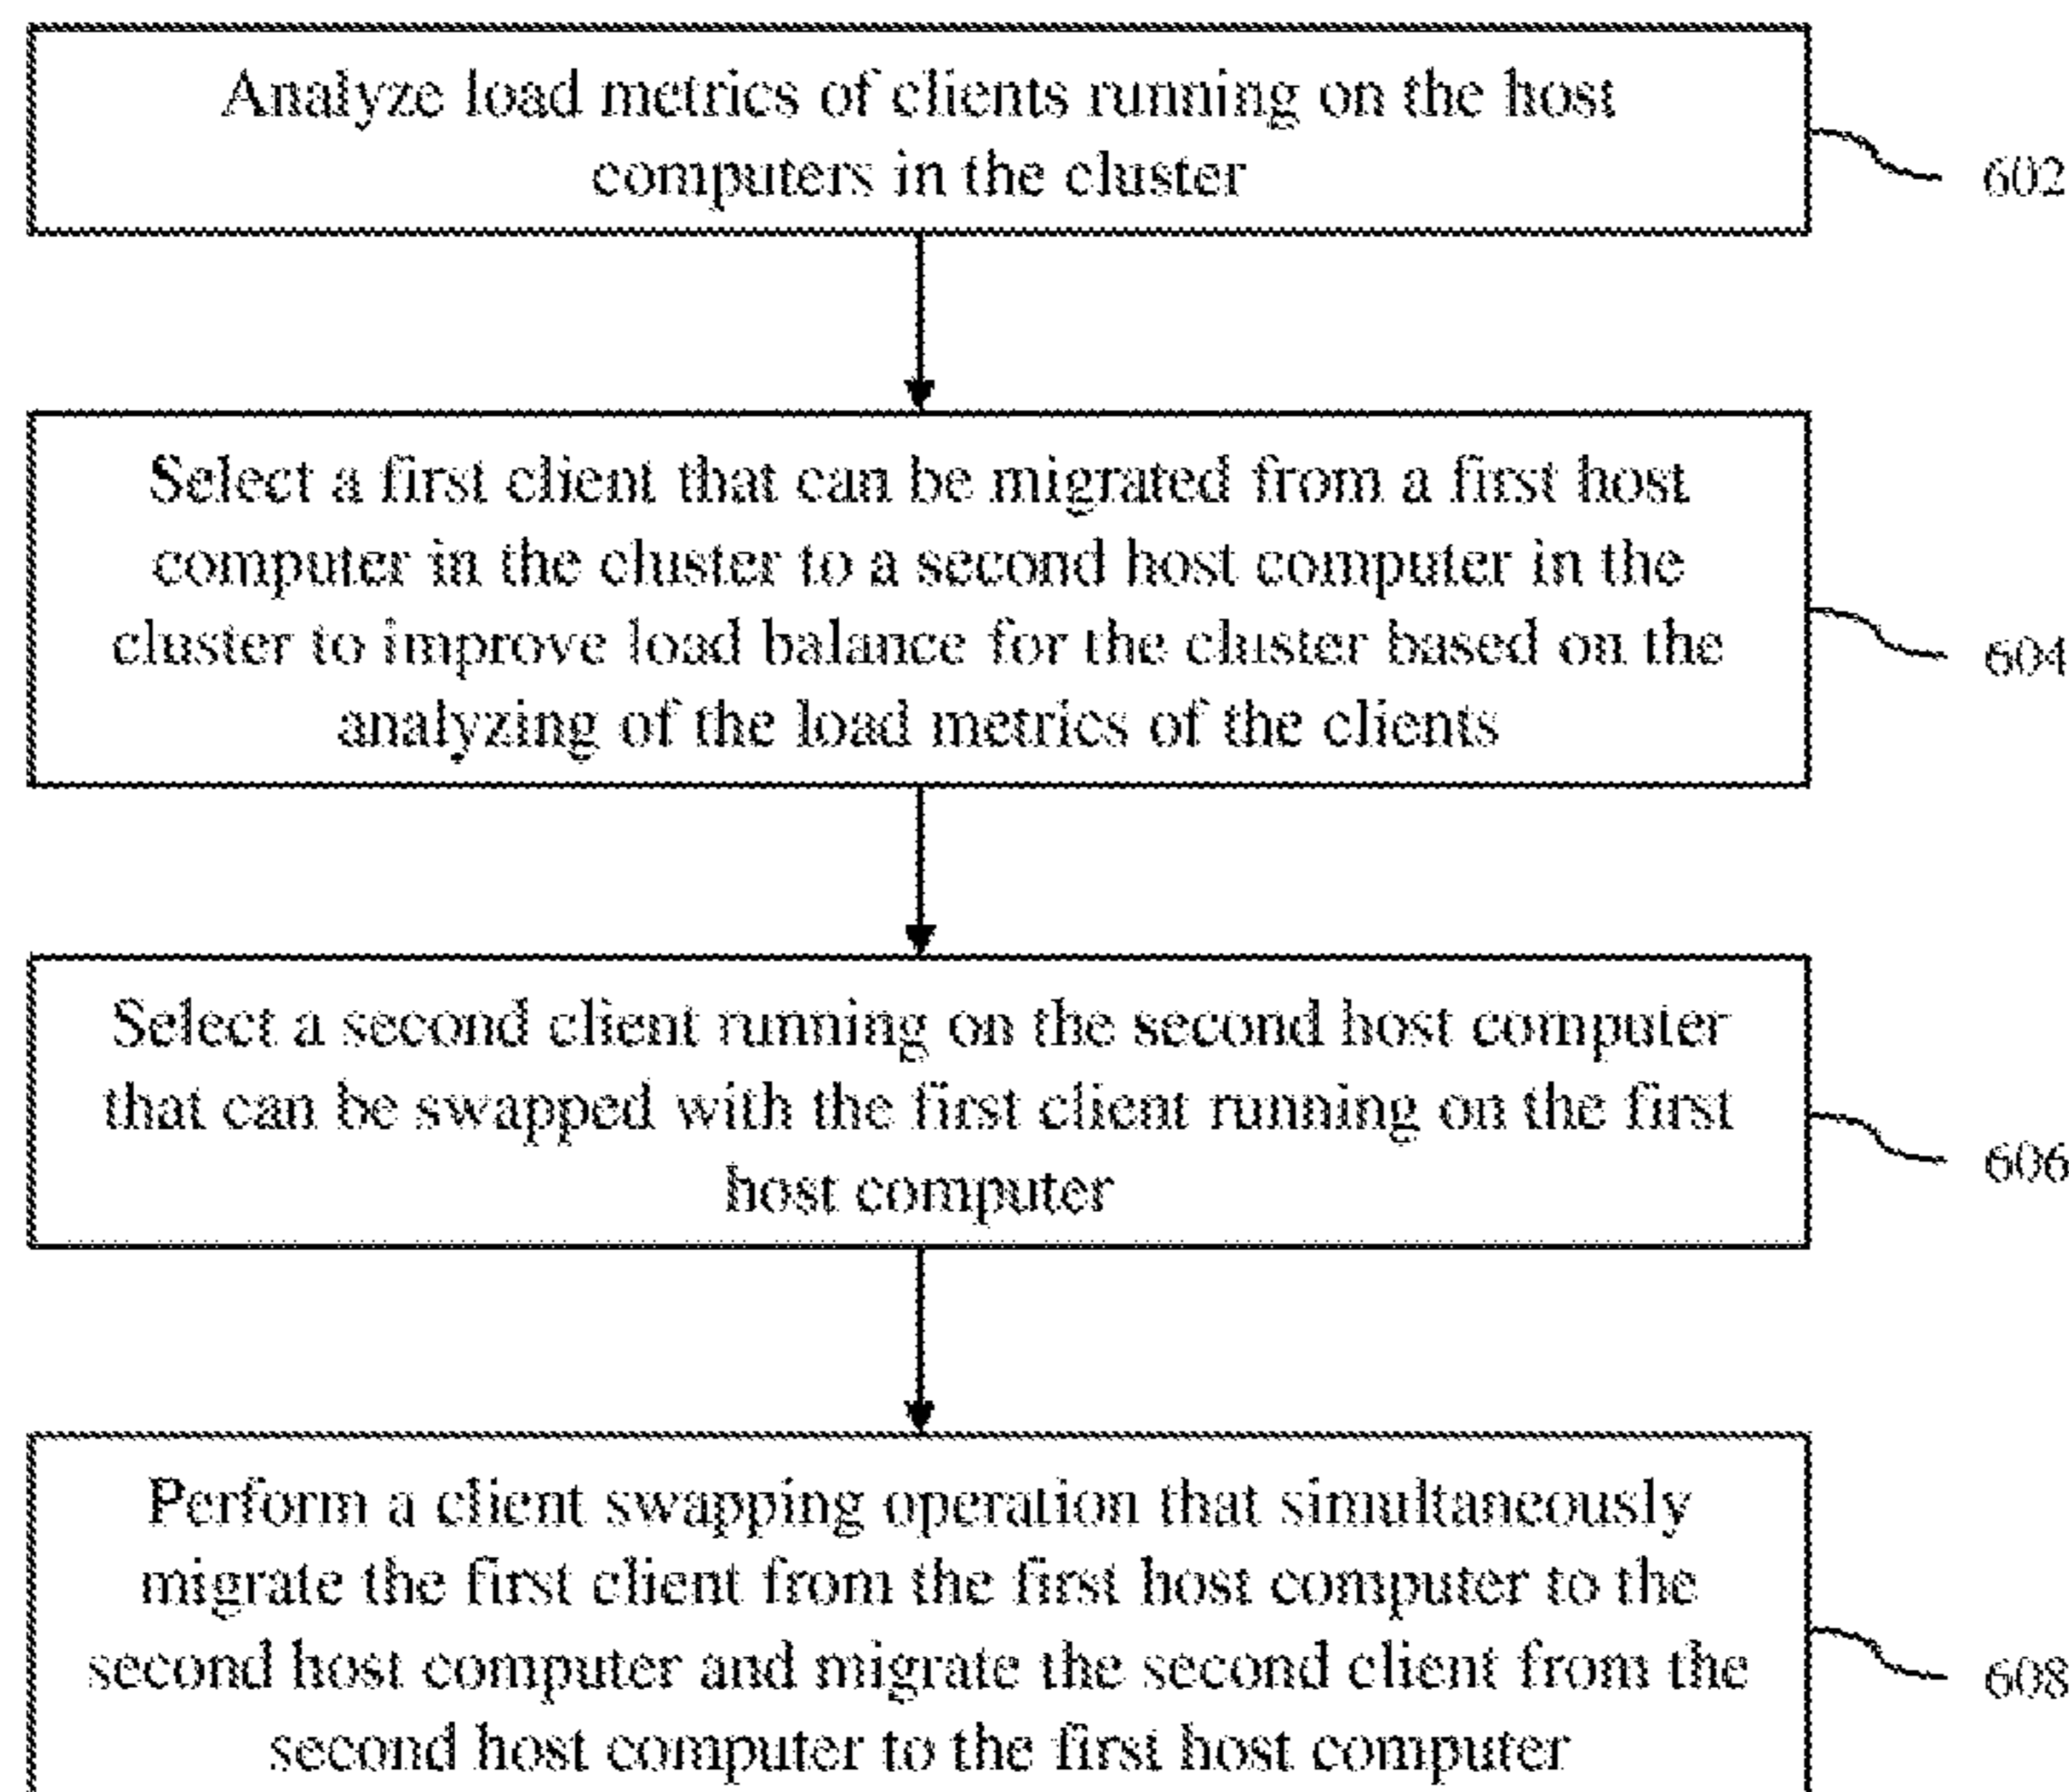 Analyze load metrics of clients running on the host
computers in the cluster
602
Select a first client that can be migrated from a first host
computer in the cluster to a second host computer in the
cluster to improve load balance for the cluster based on the
analyzing of the load metrics of the clients
604
Select a second client running on the second host computer
that can be swapped with the first client running on the first
host computer
606
Perform a client swapping operation that simultaneously
migrate the first client from the first host computer to the
second host computer and migrate the second client from the
second host computer to the first host computer
608